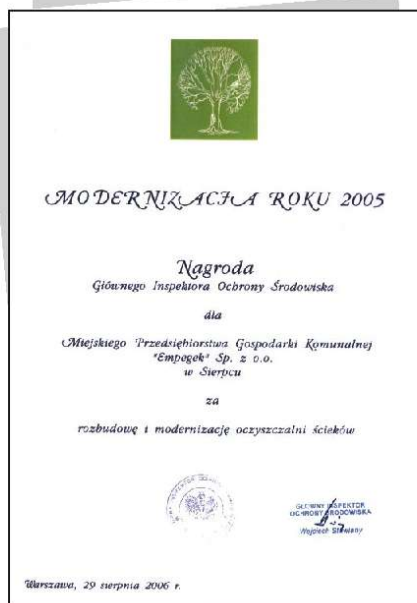 MODERNIZACJA ROKU 2005
Nagroda
Głównego Inspektora Ochrony Środowiska
dla
Miejskiego Przedsiębiorstwa Gospodarki Komunalnej
"Empegek" Sp. z o.o.
w Sierpcu
za
rozbudowę i modernizację oczyszczalni ścieków
GŁÓWNY INSPEKTOR
OCHRONY ŚRODOWISKA
Wojciech
Warszawa, 29 sierpnia 2006 r.